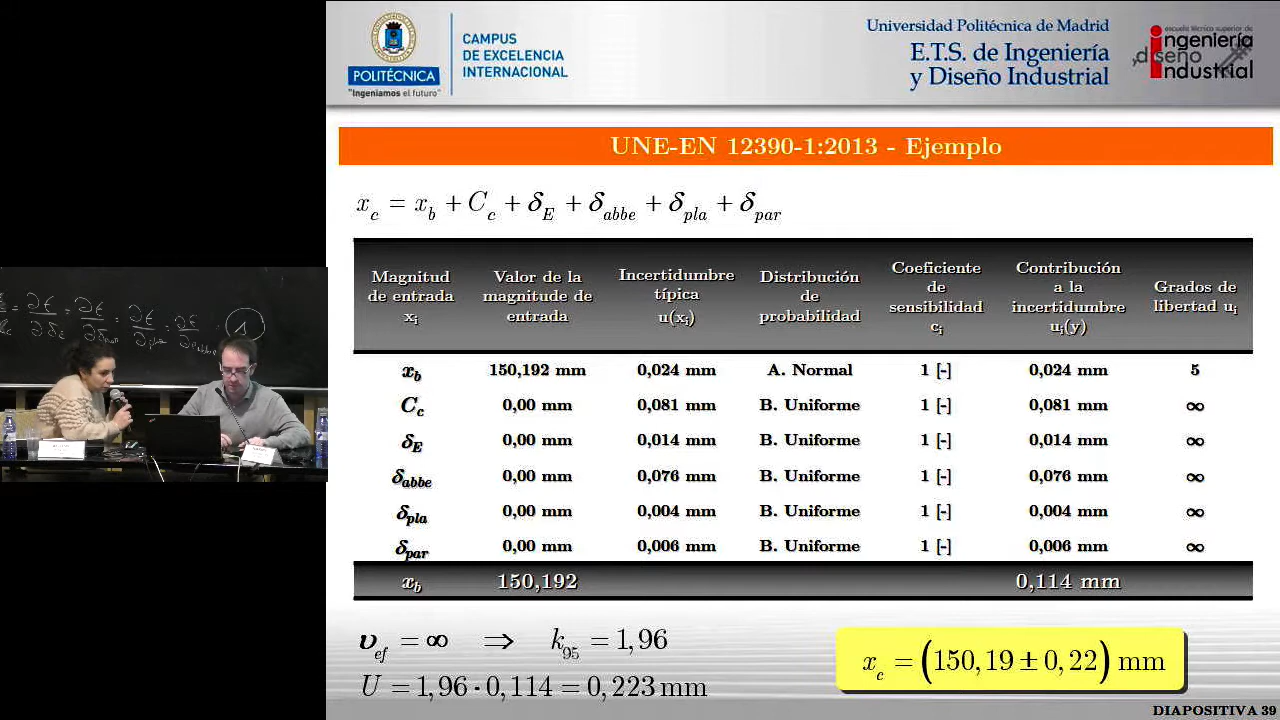 POLITÉCNICA
"Ingeniamos el futuro"
CAMPUS
DE EXCELENCIA
INTERNACIONAL
Universidad Politécnica de Madrid
E.T.S. de Ingeniería
y Diseño Industrial
escuela técnica superior de
ingeniería
diseño
industrial
UNE-EN 12390-1:2013 - Ejemplo
x_c = x_b + C_c + δ_E + δ_abbe + δ_pla + δ_par
Magnitud de entrada x_i | Valor de la magnitude de entrada | Incertidumbre típica u(x_i) | Distribución de probabilidad | Coeficiente de sensibilidad c_i | Contribución a la incertidumbre u_i(y) | Grados de libertad u_i
x_b 150,192 mm 0,024 mm A. Normal 1 [-] 0,024 mm 5
C_c 0,00 mm 0,081 mm B. Uniforme 1 [-] 0,081 mm ∞
δ_E 0,00 mm 0,014 mm B. Uniforme 1 [-] 0,014 mm ∞
δ_abbe 0,00 mm 0,076 mm B. Uniforme 1 [-] 0,076 mm ∞
δ_pla 0,00 mm 0,004 mm B. Uniforme 1 [-] 0,004 mm ∞
δ_par 0,00 mm 0,006 mm B. Uniforme 1 [-] 0,006 mm ∞
x_b 150,192 0,114 mm
υ_ef = ∞ ⇒ k_95 = 1,96
U = 1,96 · 0,114 = 0,223 mm
x_c = (150,19 ± 0,22) mm
DIAPOSITIVA 39